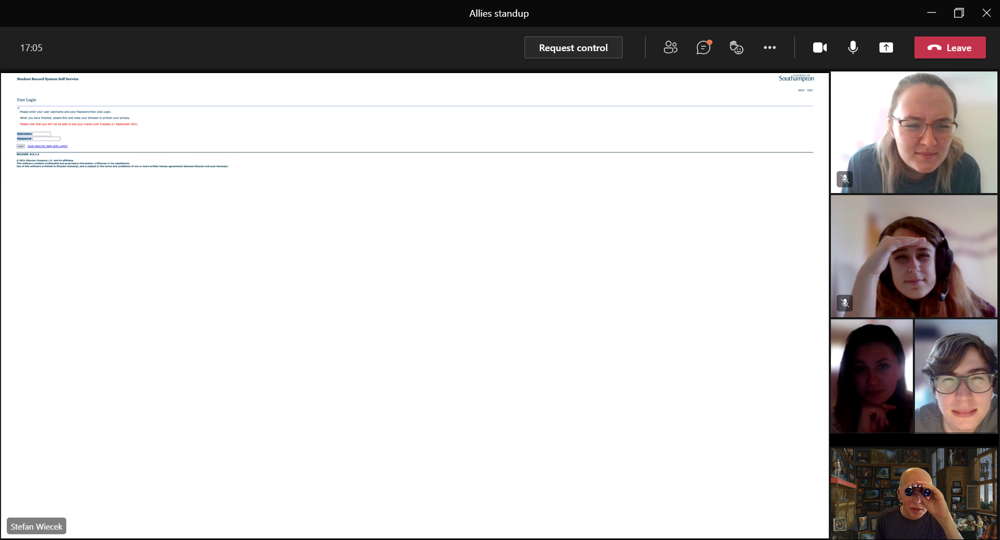 Allies standup
17:05
Request control
Leave
Student Record System Self Service
UNIVERSITY OF
Southampton
HELP EXIT
User Login
Please enter your user Username and your Password then click Login.
When you have finished, please Exit and close your browser to protect your privacy.
Please note that you will not be able to see your marks until Tuesday 21 September 2021.
Username
Password
Login Click Here for Help with Login?
RELEASE: 8.9.1.3
© 2021 Ellucian Company L.P. and its affiliates.
This software contains confidential and proprietary information of Ellucian or its subsidiaries.
Use of this software is limited to Ellucian licensees, and is subject to the terms and conditions of one or more written license agreements between Ellucian and such licensees.
Stefan Wiecek